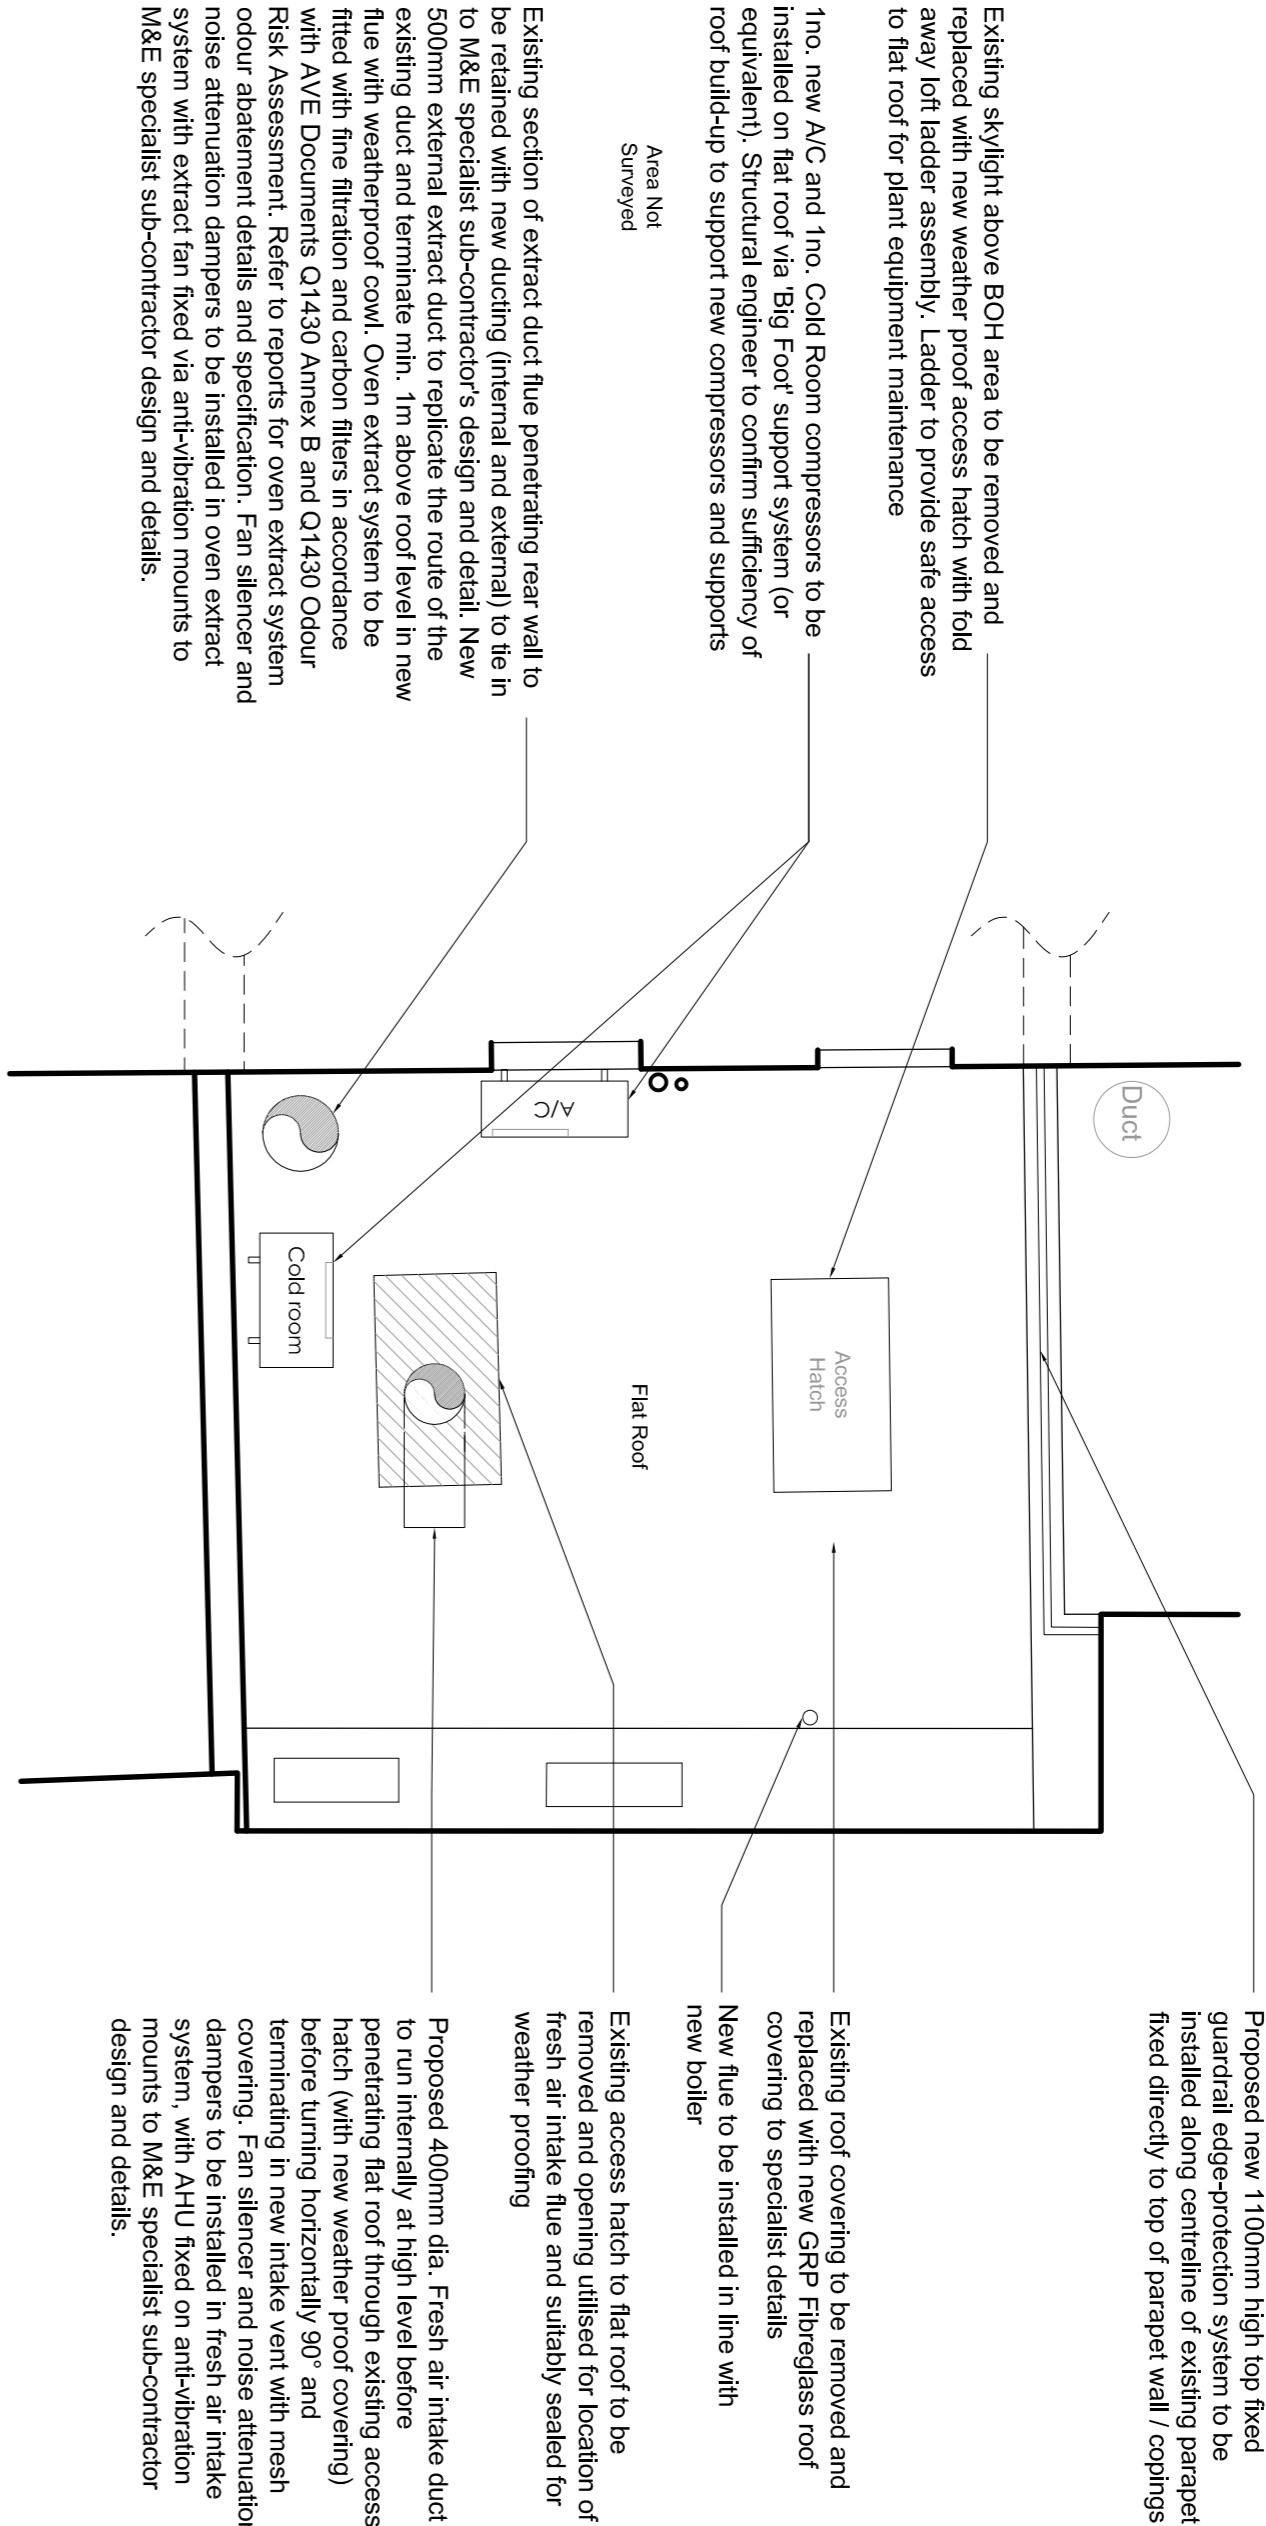 Existing skylight above BOH area to be removed and
replaced with new weather proof access hatch with fold
away loft ladder assembly. Ladder to provide safe access
to flat roof for plant equipment maintenance
1no. new A/C and 1no. Cold Room compressors to be
installed on flat roof via 'Big Foot' support system (or
equivalent). Structural engineer to confirm sufficiency of
roof build-up to support new compressors and supports
Area Not
Surveyed
Existing section of extract duct flue penetrating rear wall to
be retained with new ducting (internal and external) to tie in
to M&E specialist sub-contractor's design and detail. New
500mm external extract duct to replicate the route of the
existing duct and terminate min. 1m above roof level in new
flue with weatherproof cowl. Oven extract system to be
fitted with fine filtration and carbon filters in accordance
with AVE Documents Q1430 Annex B and Q1430 Odour
Risk Assessment. Refer to reports for oven extract system
odour abatement details and specification. Fan silencer and
noise attenuation dampers to be installed in oven extract
system with extract fan fixed via anti-vibration mounts to
M&E specialist sub-contractor design and details.
Duct
A/C
Cold room
Access
Hatch
Flat Roof
Proposed new 1100mm high top fixed
guardrail edge-protection system to be
installed along centreline of existing parapet
fixed directly to top of parapet wall / copings
Existing roof covering to be removed and
replaced with new GRP Fibreglass roof
covering to specialist details
New flue to be installed in line with
new boiler
Existing access hatch to flat roof to be
removed and opening utilised for location of
fresh air intake flue and suitably sealed for
weather proofing
Proposed 400mm dia. Fresh air intake duct
to run internally at high level before
penetrating flat roof through existing access
hatch (with new weather proof covering)
before turning horizontally 90° and
terminating in new intake vent with mesh
covering. Fan silencer and noise attenuation
dampers to be installed in fresh air intake
system, with AHU fixed on anti-vibration
mounts to M&E specialist sub-contractor
design and details.